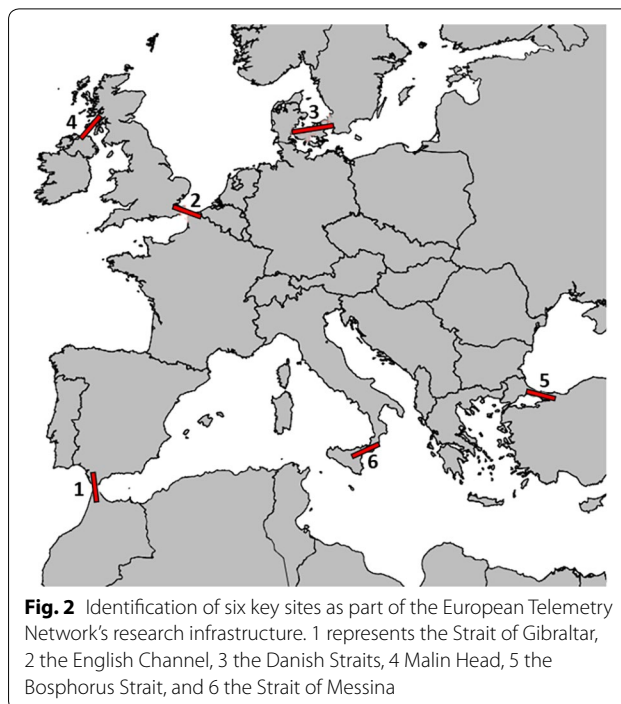 4
3
2
5
6
1
Fig. 2 Identification of six key sites as part of the European Telemetry
Network's research infrastructure. 1 represents the Strait of Gibraltar,
2 the English Channel, 3 the Danish Straits, 4 Malin Head, 5 the
Bosphorus Strait, and 6 the Strait of Messina